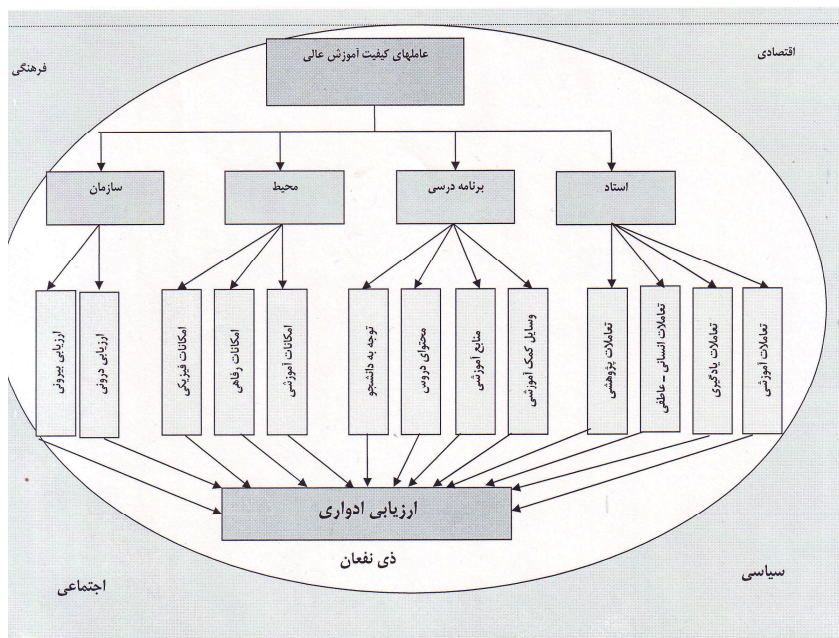 اقتصادی
فرهنگی
عاملهای کیفیت آموزش عالی
استاد
برنامه درسی
محیط
سازمان
تعاملات آموزشی
تعاملات یادگیری
تعاملات انسانی – عاطفی
تعاملات پژوهشی
وسایل کمک آموزشی
منابع آموزشی
محتوای دروس
توجه به دانشجو
امکانات آموزشی
امکانات رفاهی
امکانات فیزیکی
ارزیابی درونی
ارزیابی بیرونی
ارزیابی ادواری
ذی نفعان
سیاسی
اجتماعی